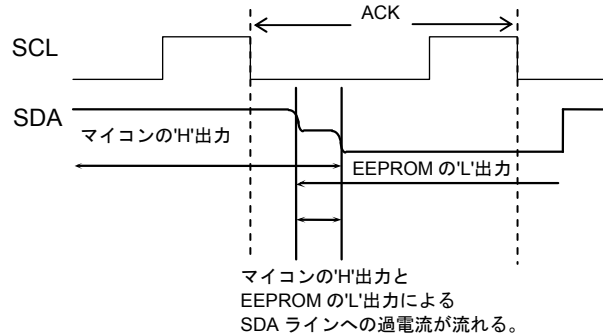 ACK
SCL
SDA
マイコンの'H'出力
EEPROM の'L'出力
マイコンの'H'出力と
EEPROM の'L'出力による
SDA ラインへの過電流が流れる。